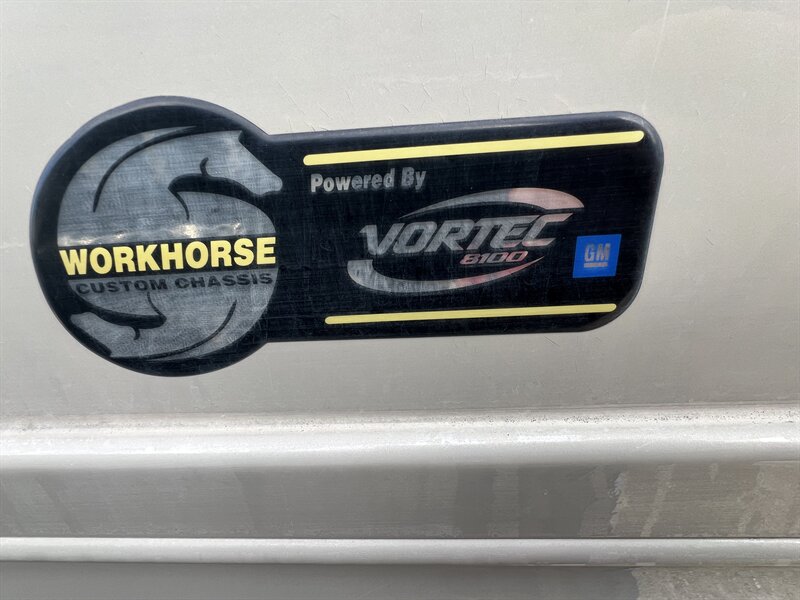 WORKHORSE
CUSTOM CHASSIS
Powered By
VORTEC
8100
GM